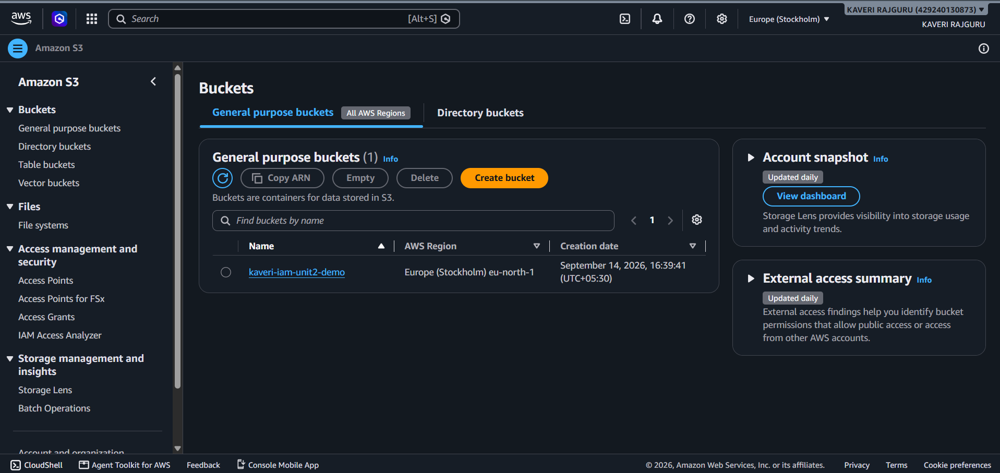 aws
Search
[Alt+S]
Europe (Stockholm)
KAVERI RAJGURU (429240130873)
KAVERI RAJGURU
Amazon S3
Amazon S3
Buckets
General purpose buckets
Directory buckets
Table buckets
Vector buckets
Files
File systems
Access management and
security
Access Points
Access Points for FSx
Access Grants
IAM Access Analyzer
Storage management and
insights
Storage Lens
Batch Operations
Account and organization
Buckets
General purpose buckets All AWS Regions
Directory buckets
General purpose buckets (1) Info
Copy ARN
Empty
Delete
Create bucket
Buckets are containers for data stored in S3.
Find buckets by name
1
Name AWS Region Creation date
kaveri-iam-unit2-demo Europe (Stockholm) eu-north-1 September 14, 2026, 16:39:41
(UTC+05:30)
Account snapshot Info
Updated daily
View dashboard
Storage Lens provides visibility into storage usage
and activity trends.
External access summary Info
Updated daily
External access findings help you identify bucket
permissions that allow public access or access
from other AWS accounts.
CloudShell Agent Toolkit for AWS Feedback Console Mobile App © 2026, Amazon Web Services, Inc. or its affiliates. Privacy Terms Cookie preferences